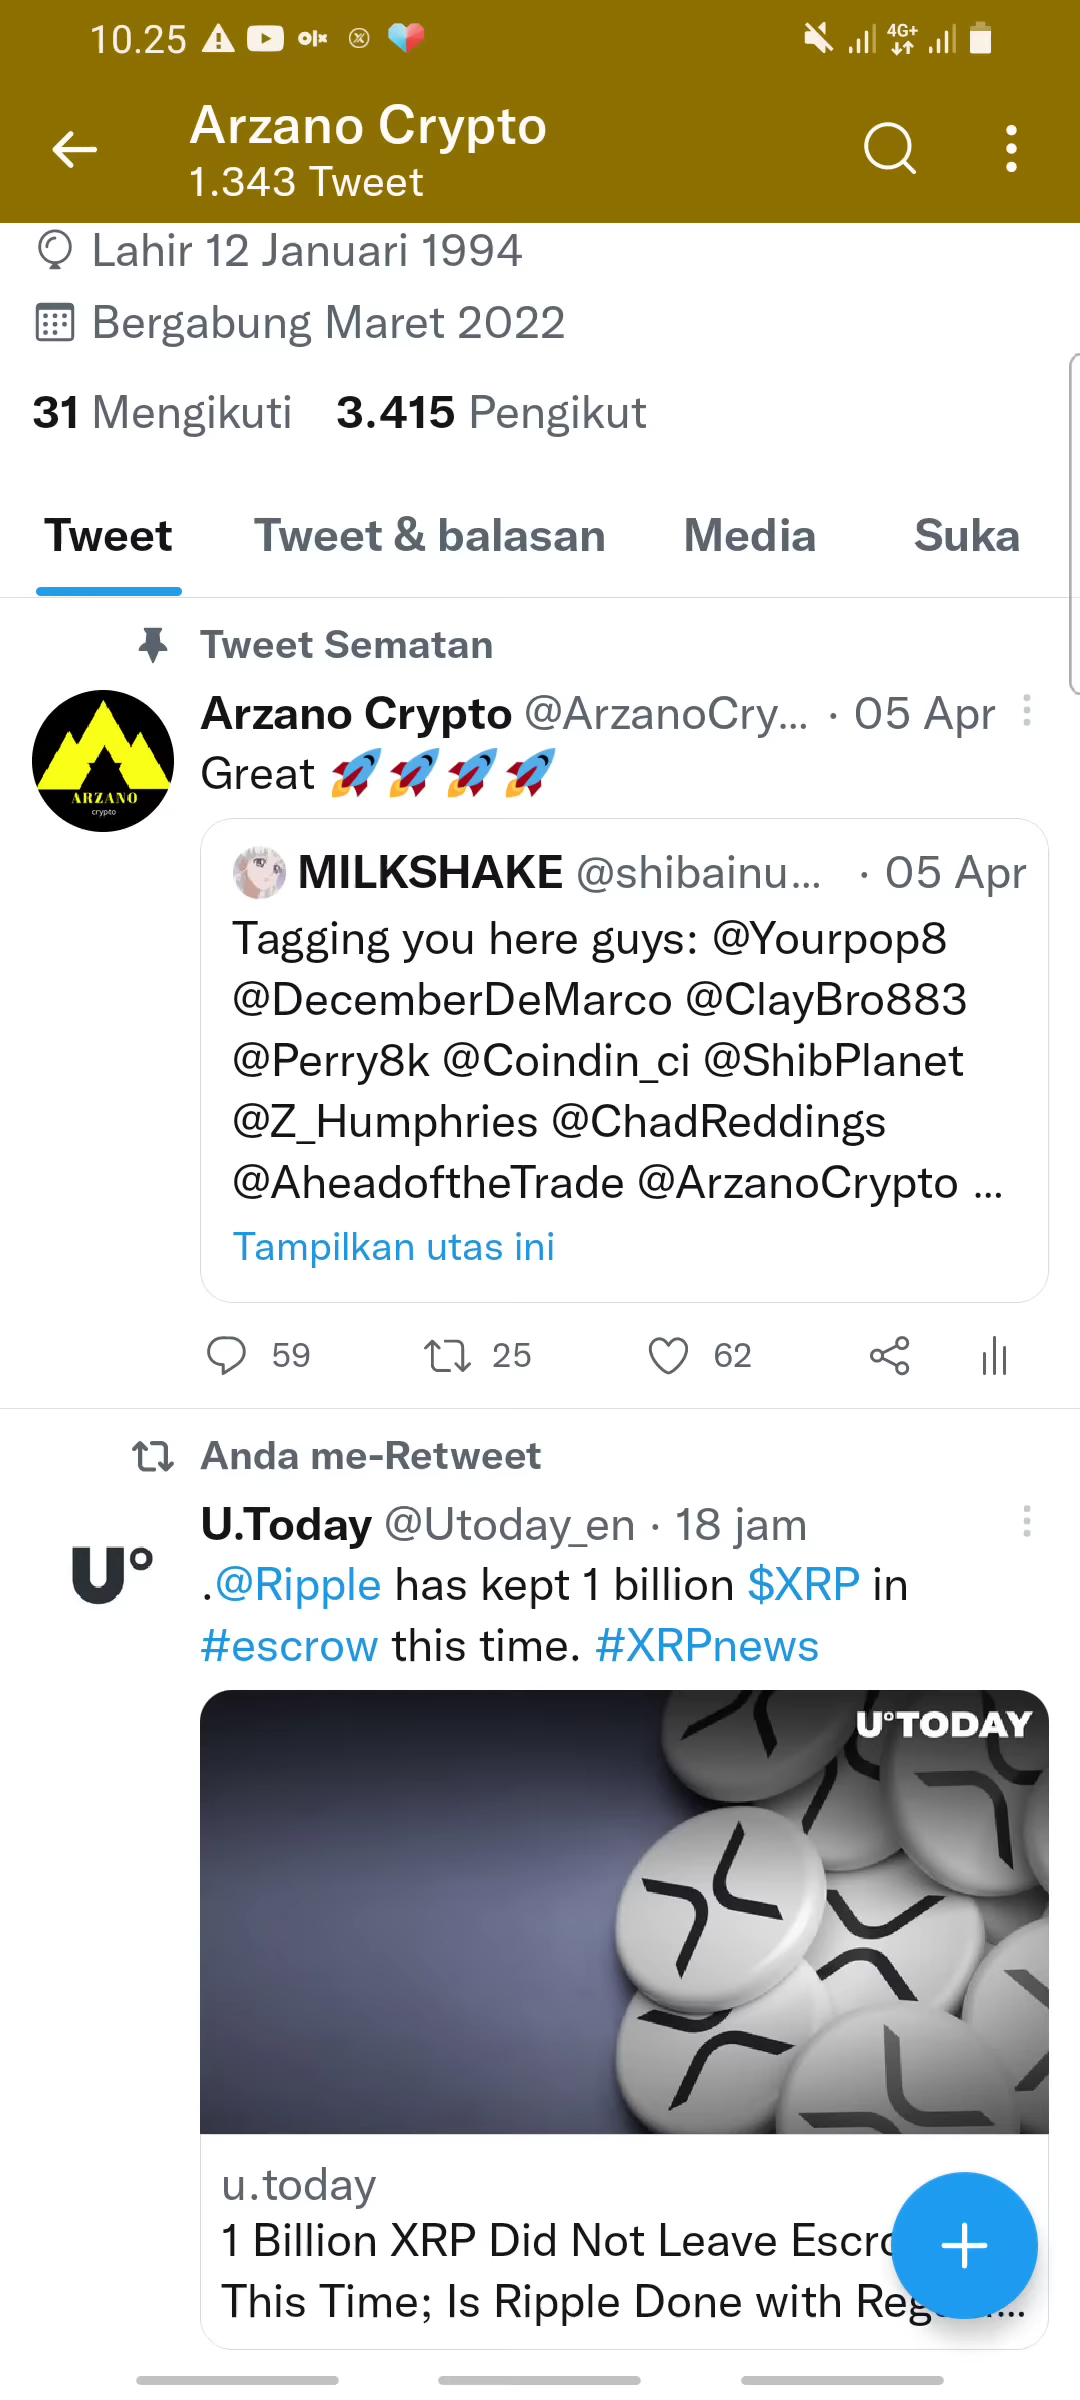 10.25
olx
4G+
Arzano Crypto
1.343 Tweet
Lahir 12 Januari 1994
Bergabung Maret 2022
31 Mengikuti 3.415 Pengikut
Tweet Tweet & balasan Media Suka
Tweet Sematan
Arzano Crypto @ArzanoCry... · 05 Apr
Great
ARZANO
crypto
MILKSHAKE @shibainu... · 05 Apr
Tagging you here guys: @Yourpop8
@DecemberDeMarco @ClayBro883
@Perry8k @Coindin_ci @ShibPlanet
@Z_Humphries @ChadReddings
@AheadoftheTrade @ArzanoCrypto ...
Tampilkan utas ini
59 25 62
Anda me-Retweet
U.Today @Utoday_en · 18 jam
.@Ripple has kept 1 billion $XRP in
#escrow this time. #XRPnews
U°
U°TODAY
u.today
1 Billion XRP Did Not Leave
This Time; Is Ripple Done with